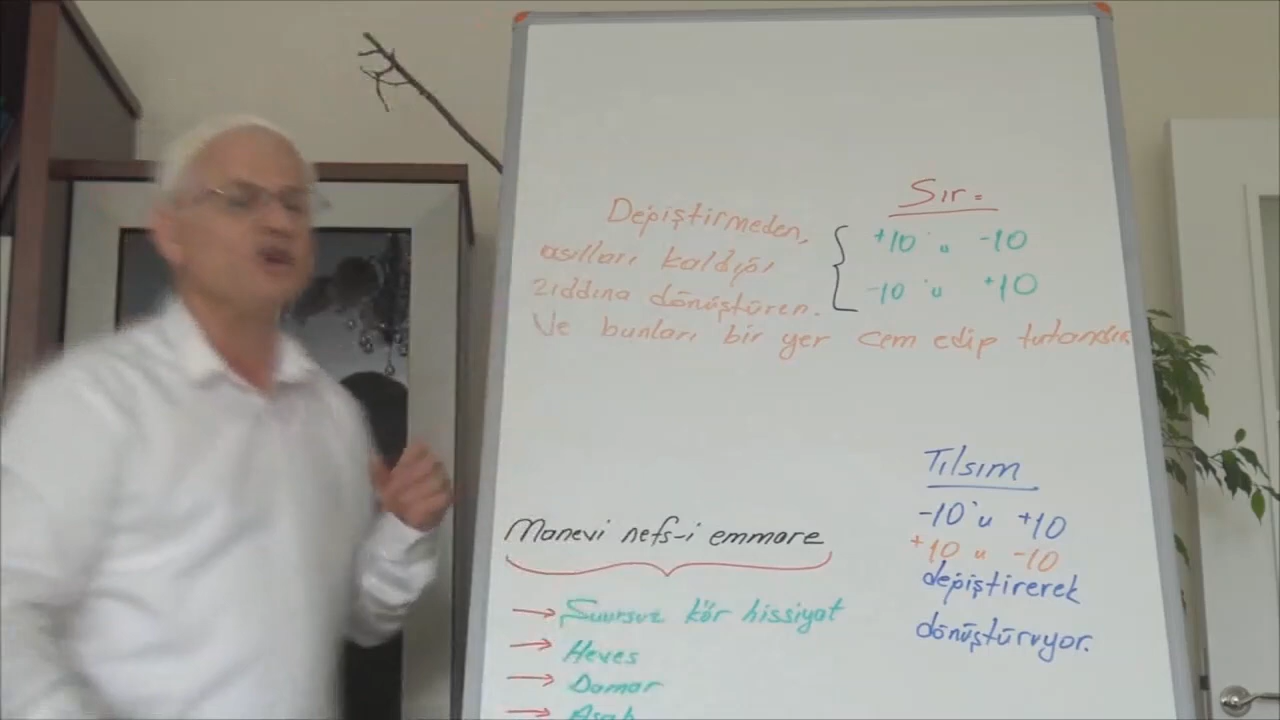 Sır.
Değiştirmeden, +10'u -10
asılları kaldığı -10'u +10
zıddına dönüştüren.
Ve bunları bir yer cem edip tutandır.
Tılsım
-10'u +10
+10 u -10
değiştirerek
dönüştürüyor.
Manevi nefs-i emmare
→ Şuursuz kör hissiyat
→ Heves
→ Damar
→ Asab